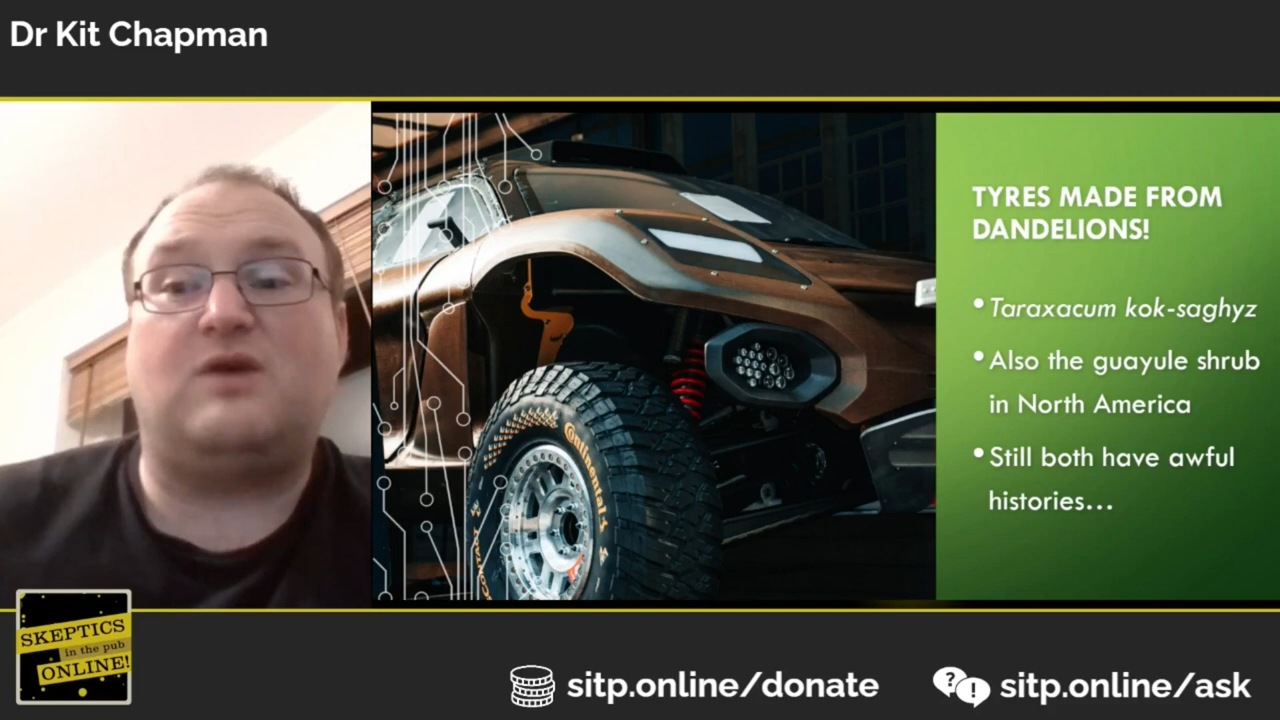 Dr Kit Chapman
TYRES MADE FROM
DANDELIONS!
• Taraxacum kok-saghyz
• Also the guayule shrub
in North America
• Still both have awful
histories...
Continental
SKEPTICS
in the pub
ONLINE!
sitp.online/donate
sitp.online/ask